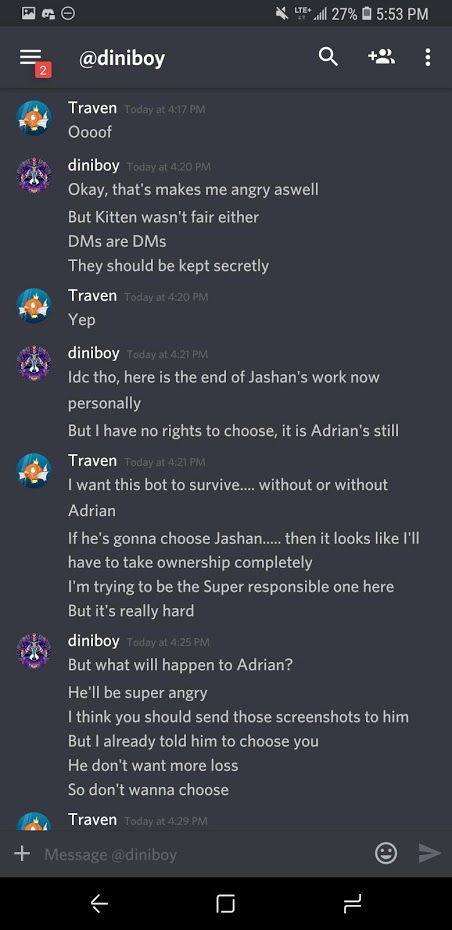 LTE+ 27% 5:53 PM
2
@diniboy
Traven Today at 4:17 PM
Oooof
diniboy Today at 4:20 PM
Okay, that's makes me angry aswell
But Kitten wasn't fair either
DMs are DMs
They should be kept secretly
Traven Today at 4:20 PM
Yep
diniboy Today at 4:21 PM
Idc tho, here is the end of Jashan's work now
personally
But I have no rights to choose, it is Adrian's still
Traven Today at 4:21 PM
I want this bot to survive.... without or without
Adrian
If he's gonna choose Jashan..... then it looks like I'll
have to take ownership completely
I'm trying to be the Super responsible one here
But it's really hard
diniboy Today at 4:25 PM
But what will happen to Adrian?
He'll be super angry
I think you should send those screenshots to him
But I already told him to choose you
He don't want more loss
So don't wanna choose
Traven Today at 4:29 PM
Message @diniboy